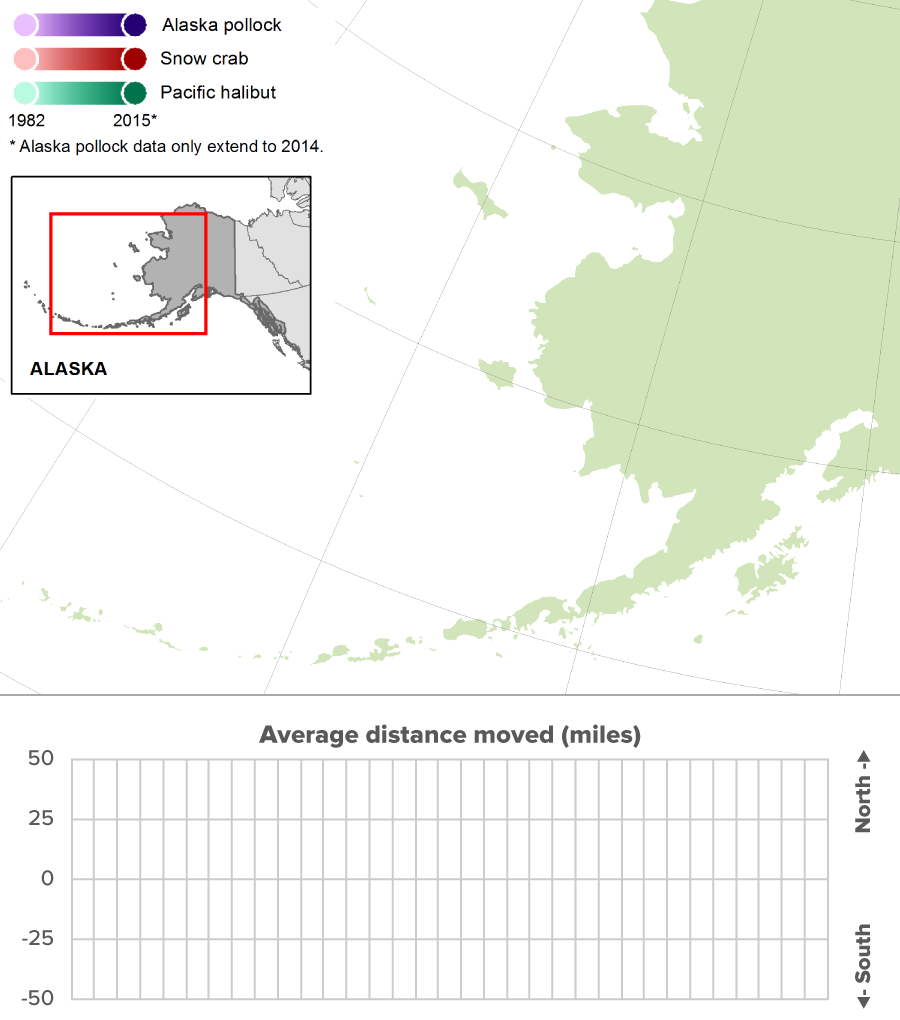 Alaska pollock
Snow crab
Pacific halibut
1982 2015*
* Alaska pollock data only extend to 2014.
ALASKA
Average distance moved (miles)
50
25
0
-25
-50
North
South